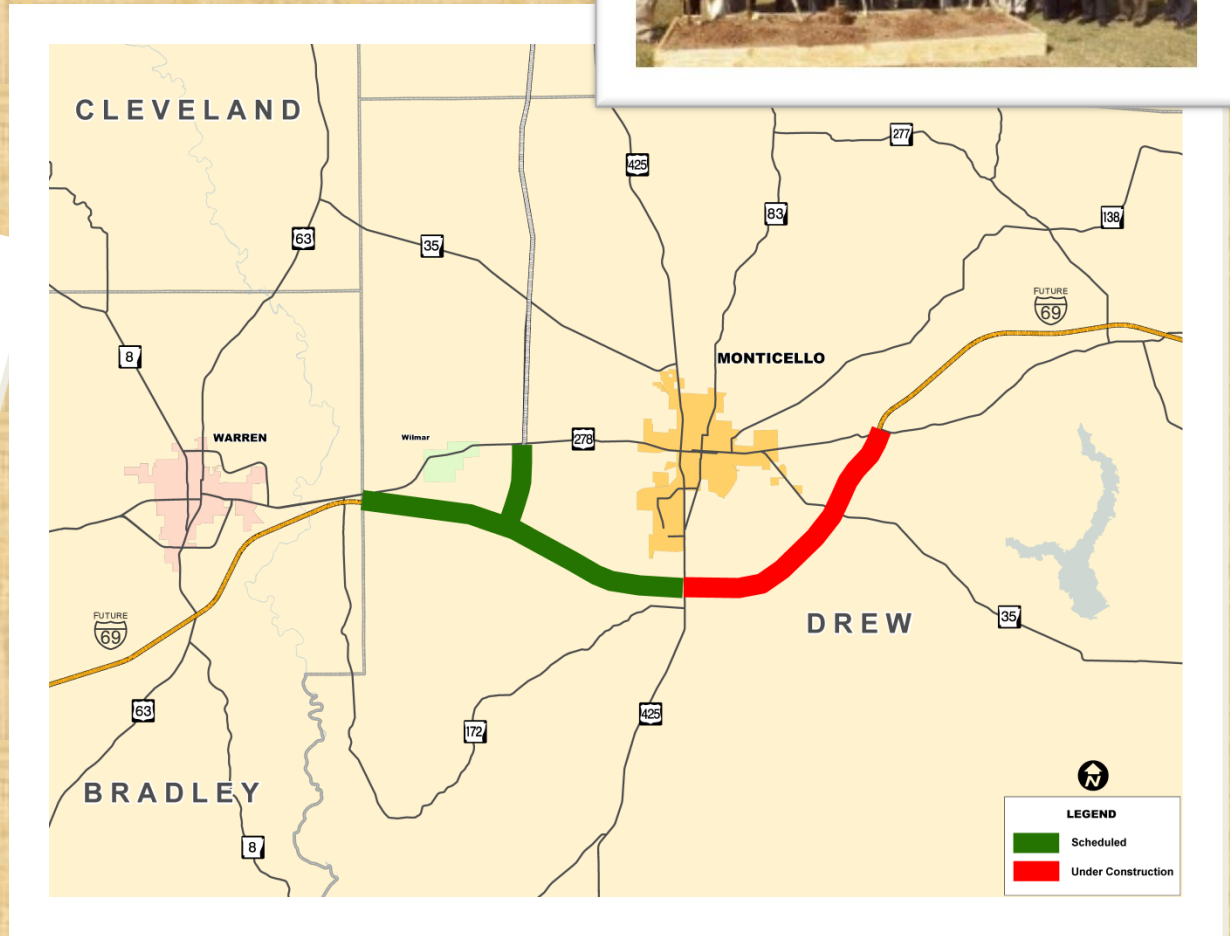 CLEVELAND
425
277
83
138
63
35
FUTURE
69
8
MONTICELLO
WARREN
Wilmar
278
FUTURE
69
DREW
35
63
172
425
BRADLEY
8
N
LEGEND
Scheduled
Under Construction